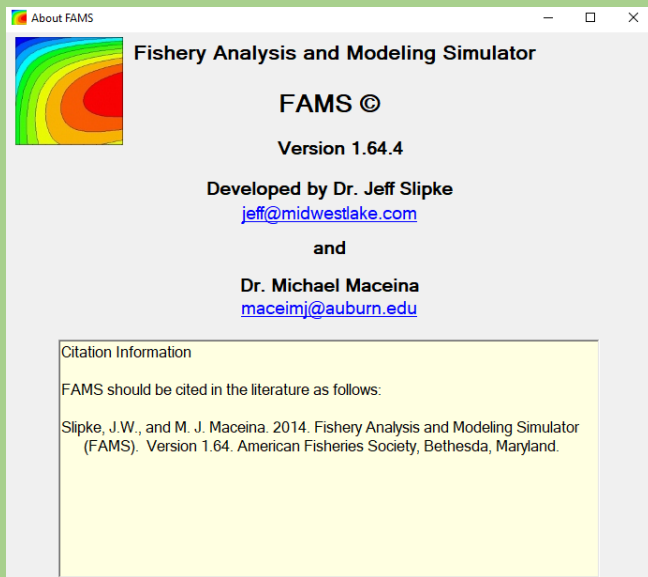 About FAMS
Fishery Analysis and Modeling Simulator
FAMS ©
Version 1.64.4
Developed by Dr. Jeff Slipke
jeff@midwestlake.com
and
Dr. Michael Maceina
maceimj@auburn.edu
Citation Information
FAMS should be cited in the literature as follows:
Slipke, J.W., and M. J. Maceina. 2014. Fishery Analysis and Modeling Simulator
(FAMS). Version 1.64. American Fisheries Society, Bethesda, Maryland.